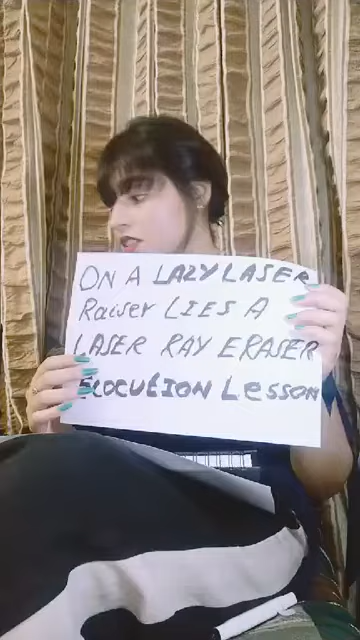 ON A LAZY LASER
Raiser LIES A
LASER RAY ERASER
ELOCUTION LESSON